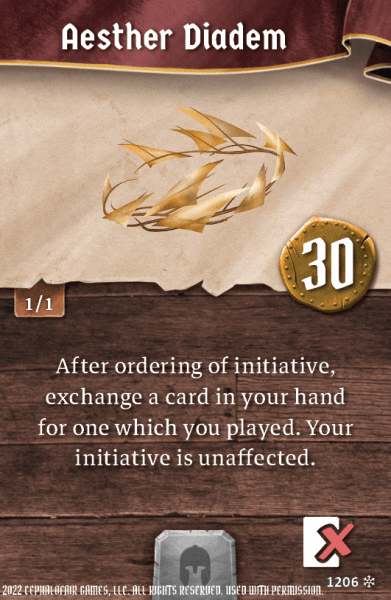 Aesther Diadem
30
1/1
After ordering of initiative,
exchange a card in your hand
for one which you played. Your
initiative is unaffected.
1206
2022 CEPHALOFAIR GAMES, LLC. ALL RIGHTS RESERVED. USED WITH PERMISSION.